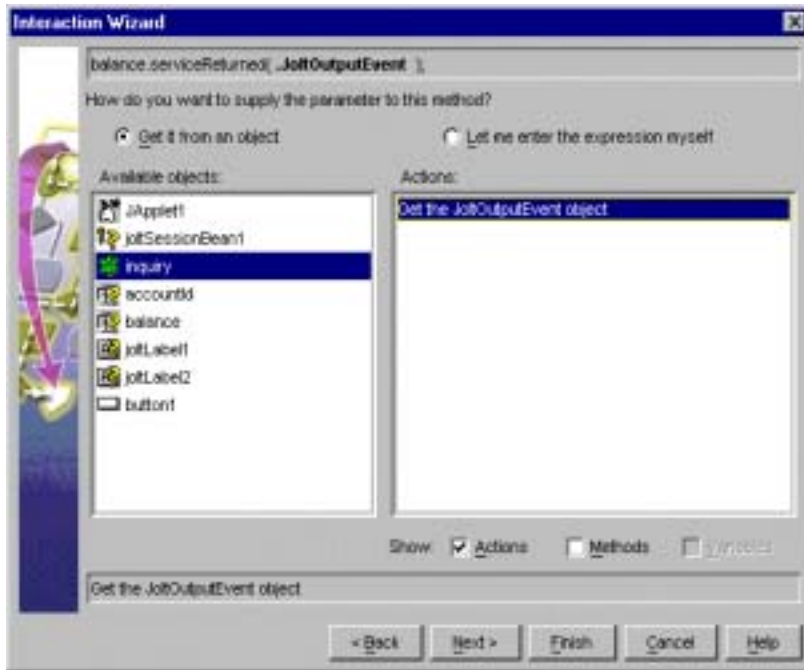 Interaction Wizard
balance.serviceReturned( ..JoltOutputEvent );
How do you want to supply the parameter to this method?
Get it from an object
Let me enter the expression myself
Available objects:
JApplet1
joltSessionBean1
inquiry
accountId
balance
joltLabel1
joltLabel2
button1
Actions:
Get the JoltOutputEvent object
Show: Actions Methods Variables
Get the JoltOutputEvent object
< Back Next > Finish Cancel Help